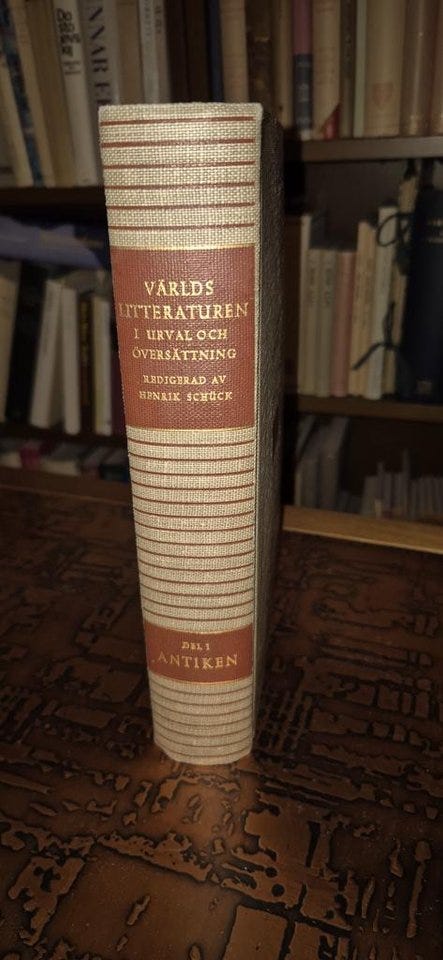 VÄRLDS
LITTERATUREN
I URVAL OCH
ÖVERSÄTTNING
REDIGERAD AV
HENRIK SCHÜCK
DEL 1
ANTIKEN